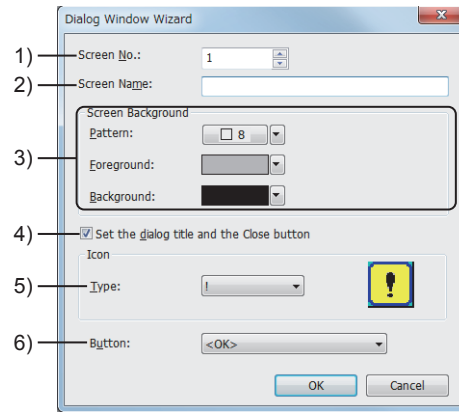 Dialog Window Wizard
x
1) Screen No.: 1
2) Screen Name:
Screen Background
3) Pattern: 8
Foreground:
Background:
4) Set the dialog title and the Close button
Icon
5) Type: ! !
6) Button: <OK>
OK Cancel